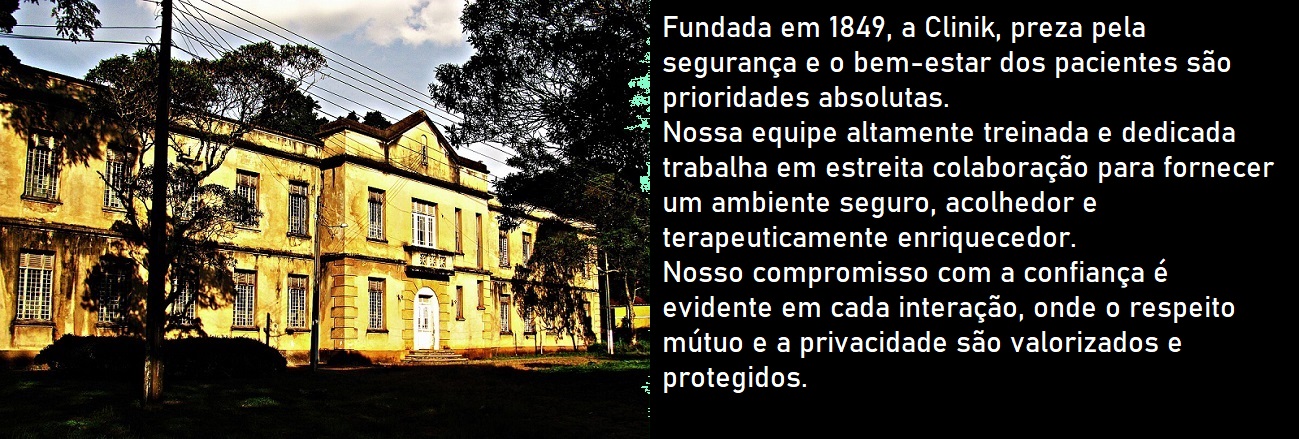 Fundada em 1849, a Clinik, preza pela
segurança e o bem-estar dos pacientes são
prioridades absolutas.
Nossa equipe altamente treinada e dedicada
trabalha em estreita colaboração para fornecer
um ambiente seguro, acolhedor e
terapeuticamente enriquecedor.
Nosso compromisso com a confiança é
evidente em cada interação, onde o respeito
mútuo e a privacidade são valorizados e
protegidos.